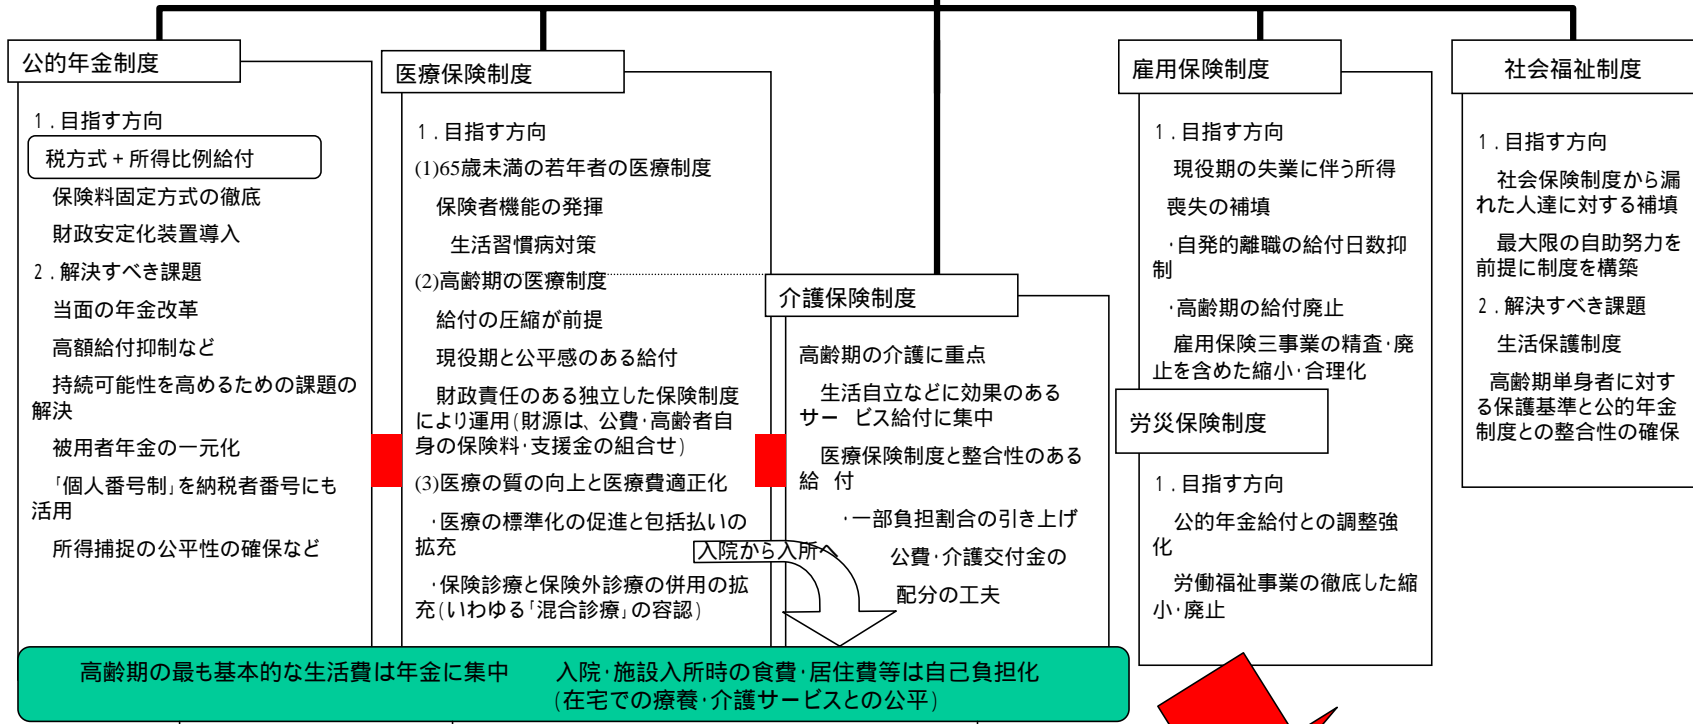 公的年金制度
1．目指す方向
税方式+所得比例給付
保険料固定方式の徹底
財政安定化装置導入
2．解決すべき課題
当面の年金改革
高額給付抑制など
持続可能性を高めるための課題の
解決
被用者年金の一元化
「個人番号制」を納税者番号にも
活用
所得捕捉の公平性の確保など
医療保険制度
1．目指す方向
(1)65歳未満の若年者の医療制度
保険者機能の発揮
生活習慣病対策
(2)高齢期の医療制度
給付の圧縮が前提
現役期と公平感のある給付
財政責任のある独立した保険制度
により運用(財源は、公費・高齢者自
身の保険料・支援金の組合せ)
(3)医療の質の向上と医療費適正化
・医療の標準化の促進と包括払いの
拡充
・保険診療と保険外診療の併用の拡
充(いわゆる「混合診療」の容認)
入院から入所へ
介護保険制度
高齢期の介護に重点
生活自立などに効果のある
サー ビス給付に集中
医療保険制度と整合性のある
給 付
・一部負担割合の引き上げ
公費・介護交付金の
配分の工夫
雇用保険制度
1．目指す方向
現役期の失業に伴う所得
喪失の補填
・自発的離職の給付日数抑
制
・高齢期の給付廃止
雇用保険三事業の精査・廃
止を含めた縮小・合理化
労災保険制度
1．目指す方向
公的年金給付との調整強
化
労働福祉事業の徹底した縮
小・廃止
社会福祉制度
1．目指す方向
社会保険制度から漏
れた人達に対する補填
最大限の自助努力を
前提に制度を構築
2．解決すべき課題
生活保護制度
高齢期単身者に対す
る保護基準と公的年金
制度との整合性の確保
高齢期の最も基本的な生活費は年金に集中 入院・施設入所時の食費・居住費等は自己負担化
(在宅での療養・介護サービスとの公平)